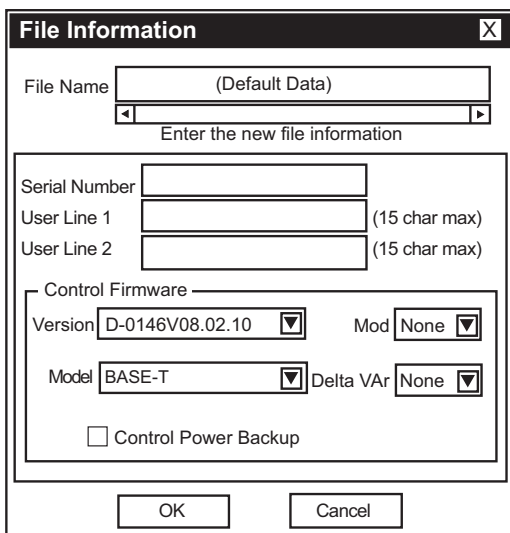 File Information X
File Name (Default Data)
Enter the new file information
Serial Number
User Line 1 (15 char max)
User Line 2 (15 char max)
Control Firmware
Version D-0146V08.02.10 Mod None
Model BASE-T Delta VAr None
Control Power Backup
OK Cancel